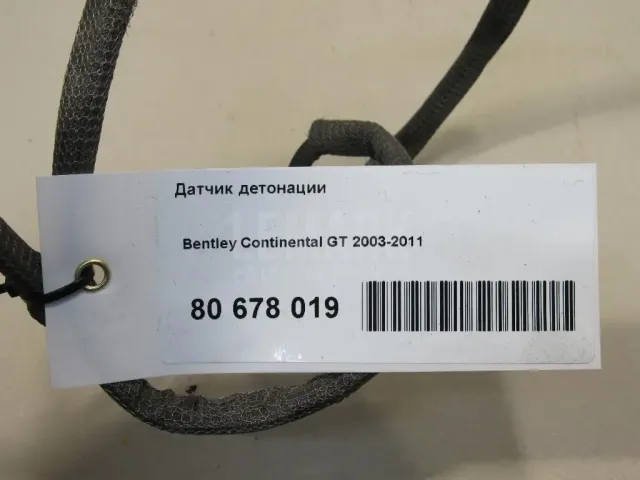 Датчик детонации
Bentley Continental GT 2003-2011
80 678 019